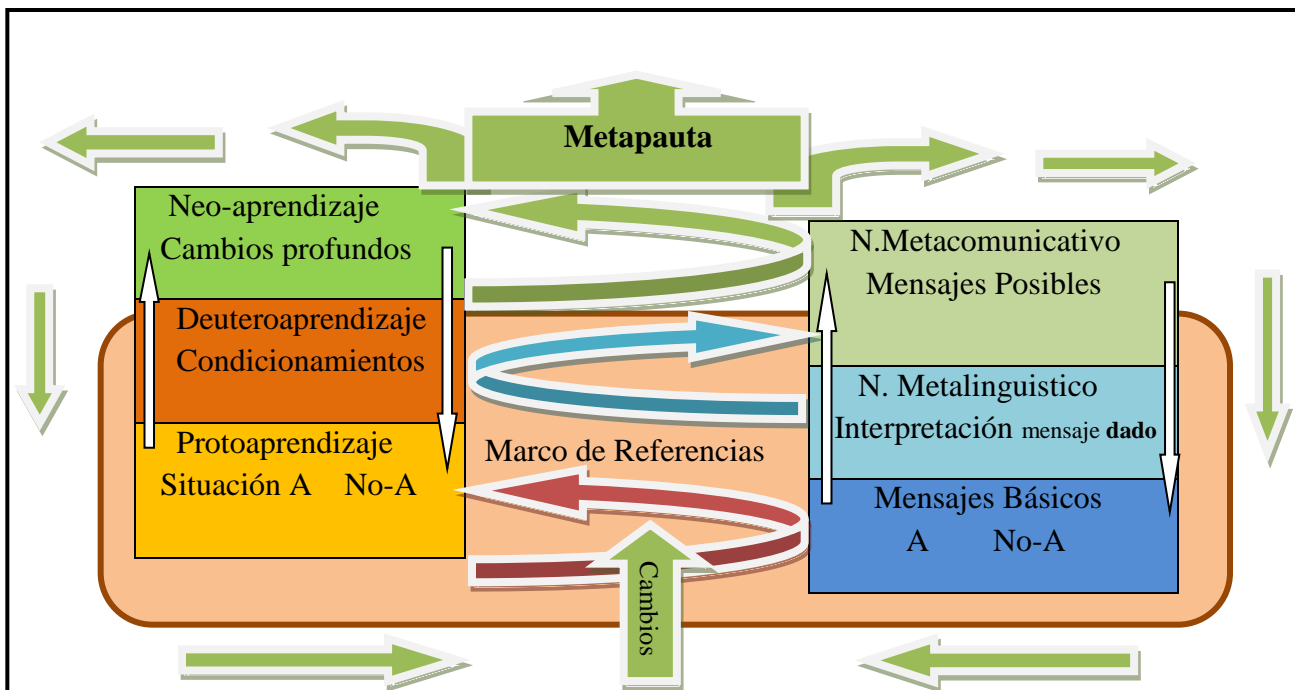 Metapauta
Neo-aprendizaje
Cambios profundos
Deuteroaprendizaje
Condicionamientos
Protoaprendizaje
Situación A No-A
Marco de Referencias
Cambios
N.Metacomunicativo
Mensajes Posibles
N. Metalinguistico
Interpretación mensaje dado
Mensajes Básicos
A No-A